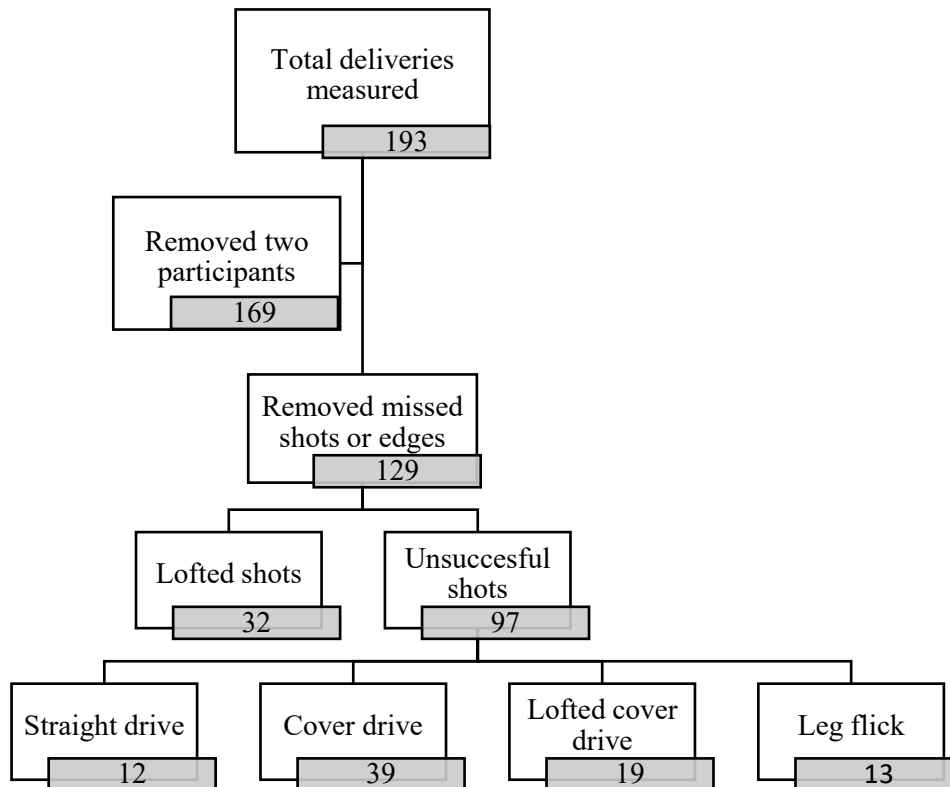 Total deliveries
measured
193
Removed two
participants
169
Removed missed
shots or edges
129
Lofted shots
32
Unsuccesful
shots
97
Straight drive
12
Cover drive
39
Lofted cover
drive
19
Leg flick
13